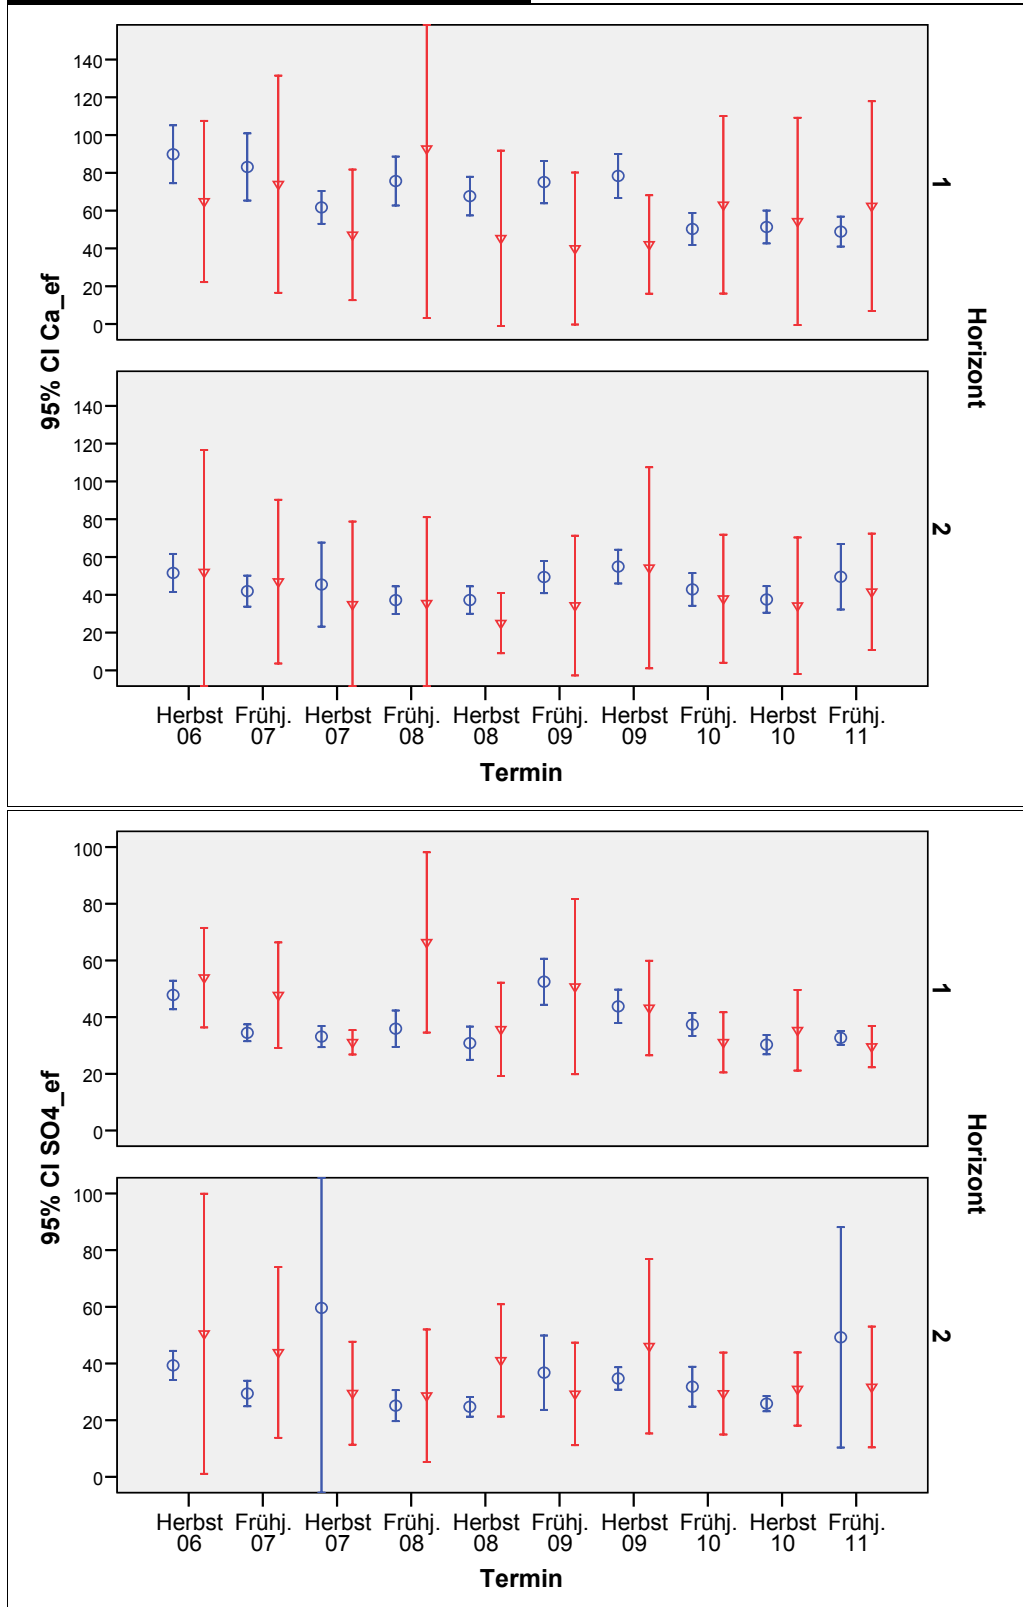 95% CI Ca_ef
140
120
100
80
60
40
20
0
1
140
120
100
80
60
40
20
0
2
Horizont
Herbst 06
Frühj. 07
Herbst 07
Frühj. 08
Herbst 08
Frühj. 09
Herbst 09
Frühj. 10
Herbst 10
Frühj. 11
Termin
95% CI SO4_ef
100
80
60
40
20
0
1
100
80
60
40
20
0
2
Horizont
Herbst 06
Frühj. 07
Herbst 07
Frühj. 08
Herbst 08
Frühj. 09
Herbst 09
Frühj. 10
Herbst 10
Frühj. 11
Termin